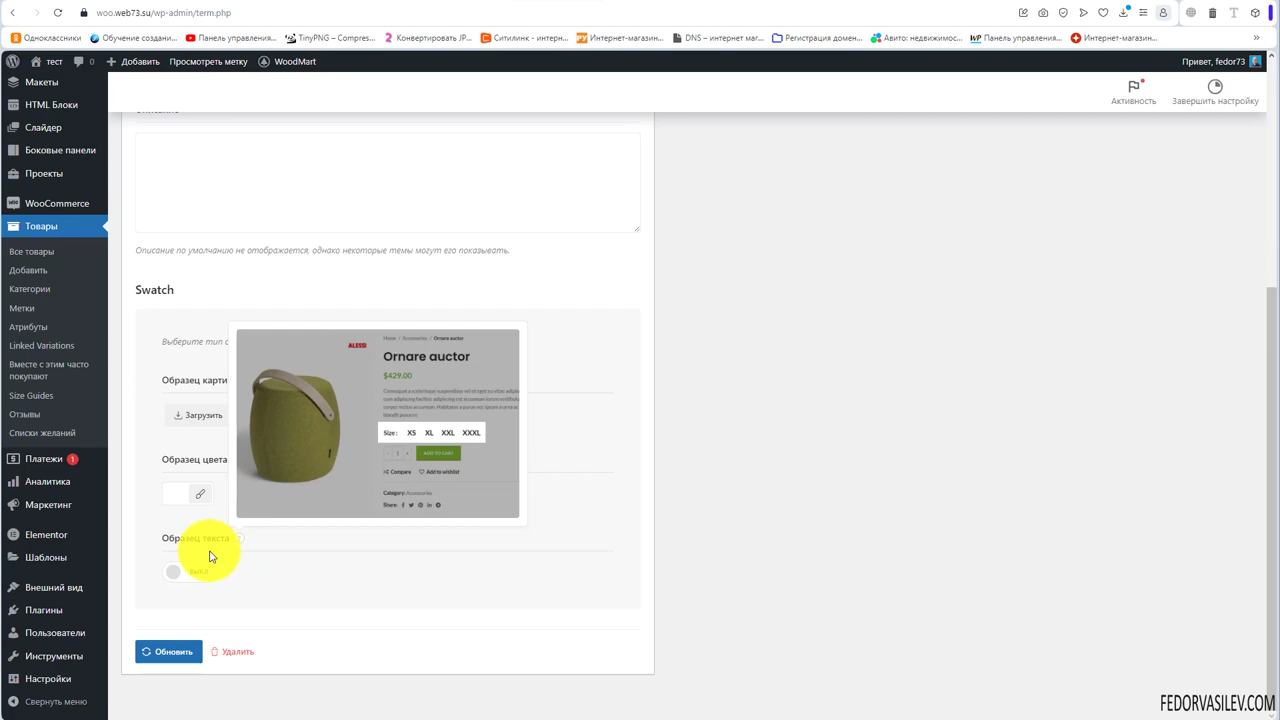 woo.web73.su/wp-admin/term.php
Одноклассники
Обучение создани...
Панель управления...
TinyPNG – Compres...
Конвертировать JP...
Ситилинк - интерн...
Интернет-магазин...
DNS – интернет маг...
Регистрация домен...
Авито: недвижимос...
Панель управления...
Интернет-магазин...
тест
0
Добавить
Просмотреть метку
WoodMart
Привет, fedor73
Активность
Завершить настройку
Макеты
HTML Блоки
Слайдер
Боковые панели
Проекты
WooCommerce
Товары
Все товары
Добавить
Категории
Метки
Атрибуты
Linked Variations
Вместе с этим часто
покупают
Size Guides
Отзывы
Списки желаний
Платежи 1
Аналитика
Маркетинг
Elementor
Шаблоны
Внешний вид
Плагины
Пользователи
Инструменты
Настройки
Свернуть меню
Описание по умолчанию не отображается, однако некоторые темы могут его показывать.
Swatch
Выберите тип
Образец карти
Загрузить
Образец цвета
Образец текста
выкл
ALESSI
Home / Accessories / Ornare auctor
Ornare auctor
$429.00
Size: XS XL XXL XXXL
- 1 +
ADD TO CART
Compare
Add to wishlist
Category: Accessories
Share:
Обновить
Удалить
FEDORVASILEV.COM